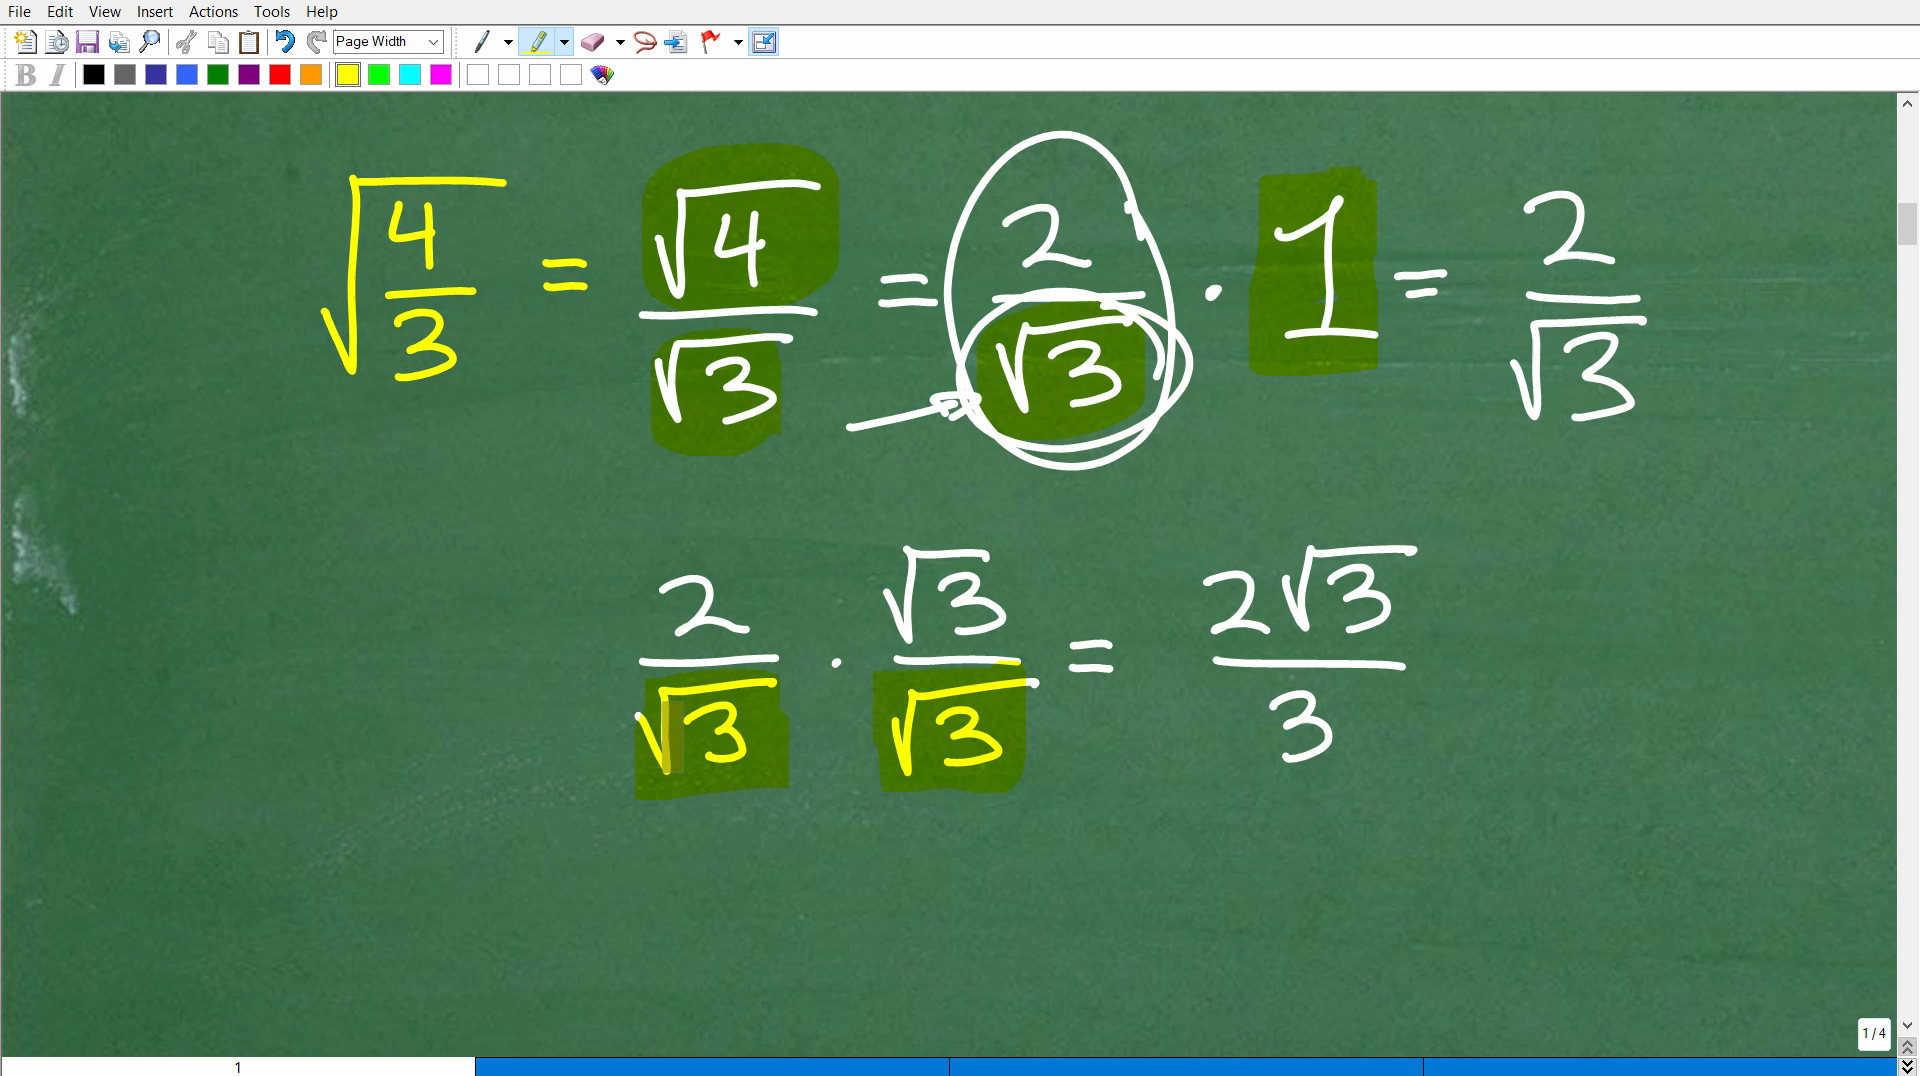 File Edit View Insert Actions Tools Help
Page Width
B I
√(4/3) = √4/√3 = 2/√3 · 1 = 2/√3
2/√3 · √3/√3 = 2√3/3
1/4
1